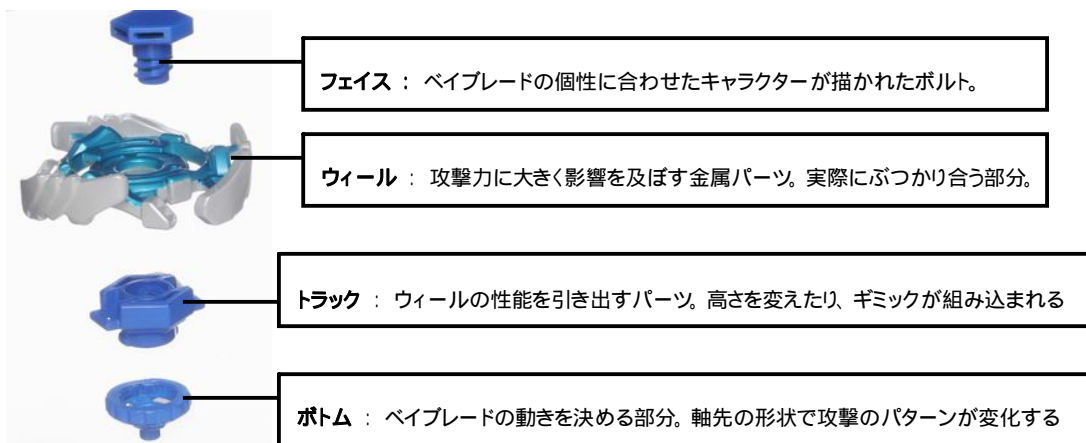 フェイス : ベイブレードの個性に合わせたキャラクターが描かれたボルト。
ウィール : 攻撃力に大きく影響を及ぼす金属パーツ。実際にぶつかり合う部分。
トラック : ウィールの性能を引き出すパーツ。高さを変えたり、ギミックが組み込まれる
ボトム : ベイブレードの動きを決める部分。軸先の形状で攻撃のパターンが変化する